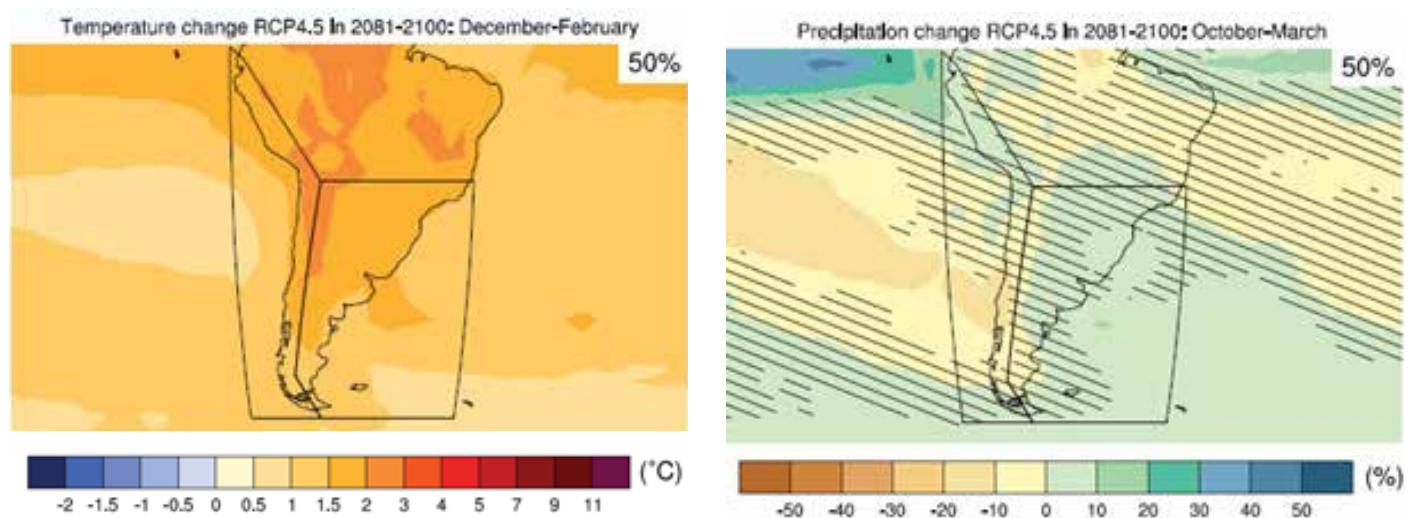 Temperature change RCP4.5 in 2081-2100: December-February
50%
-2 -1.5 -1 -0.5 0 0.5 1 1.5 2 3 4 5 7 9 11
(°C)
Precipitation change RCP4.5 in 2081-2100: October-March
50%
-50 -40 -30 -20 -10 0 10 20 30 40 50
(%)